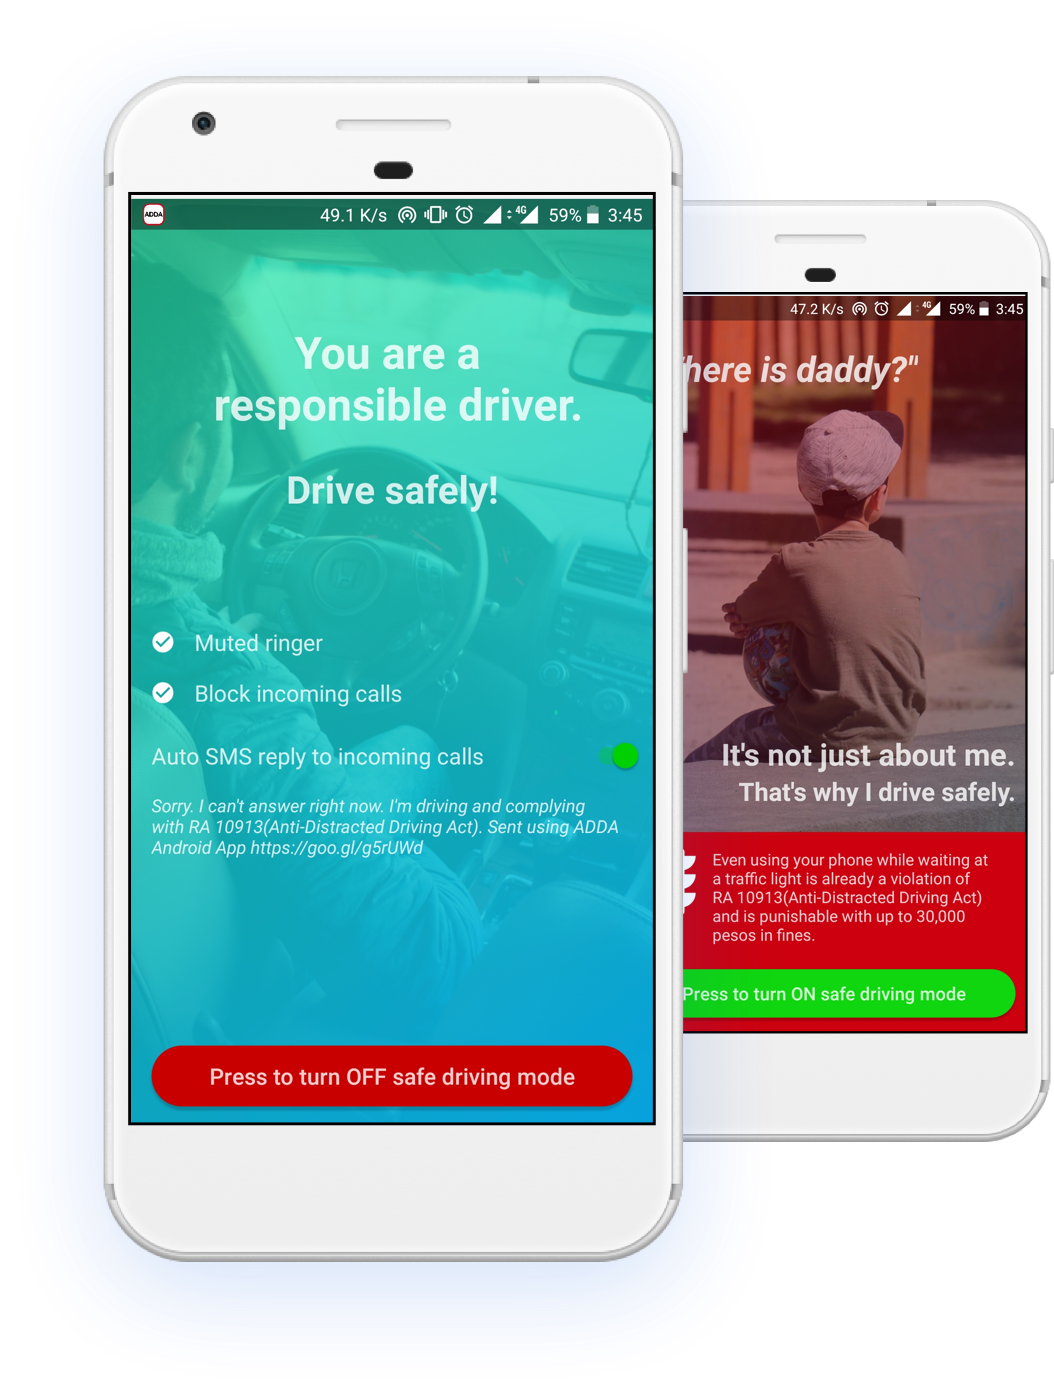 ADDA
49.1 K/s
4G
59%
3:45
You are a
responsible driver.
Drive safely!
Muted ringer
Block incoming calls
Auto SMS reply to incoming calls
Sorry. I can't answer right now. I'm driving and complying
with RA 10913(Anti-Distracted Driving Act). Sent using ADDA
Android App https://goo.gl/g5rUWd
Press to turn OFF safe driving mode
47.2 K/s
4G
59%
3:45
here is daddy?"
It's not just about me.
That's why I drive safely.
Even using your phone while waiting at
a traffic light is already a violation of
RA 10913(Anti-Distracted Driving Act)
and is punishable with up to 30,000
pesos in fines.
Press to turn ON safe driving mode